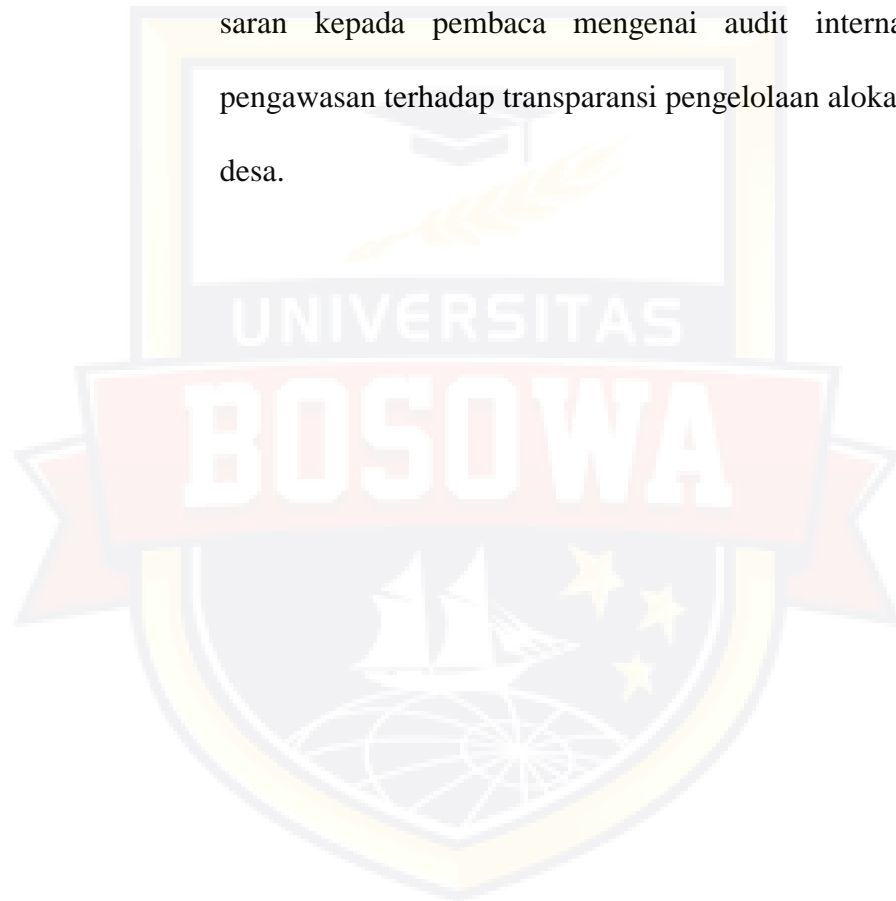 saran kepada pembaca mengenai audit interna
pengawasan terhadap transparansi pengelolaan aloka
desa.
UNIVERSITAS
BOSOWA